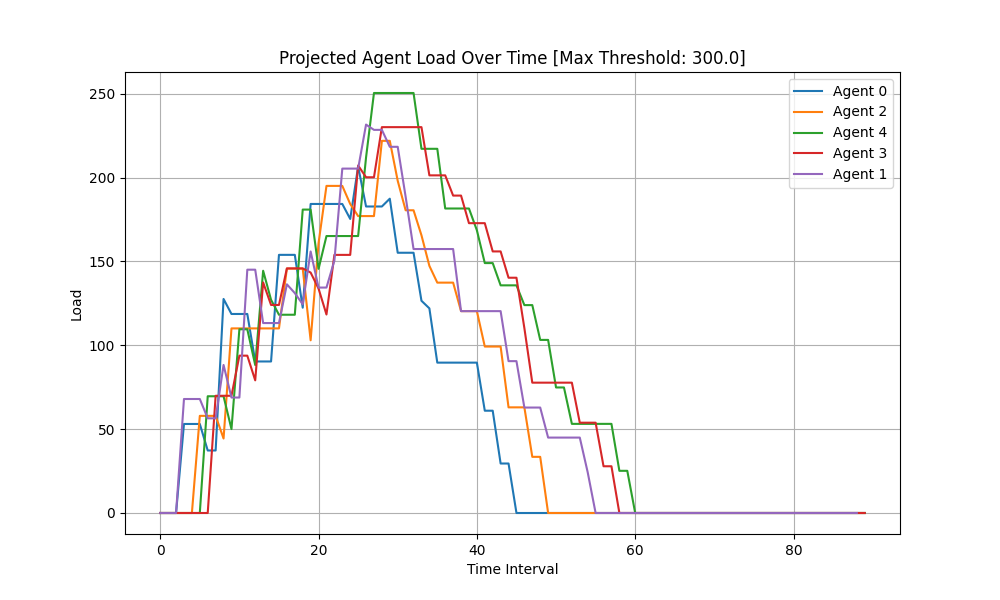 Projected Agent Load Over Time [Max Threshold: 300.0]
Agent 0
Agent 2
Agent 4
Agent 3
Agent 1
250
200
150
100
50
0
Load
0 20 40 60 80
Time Interval